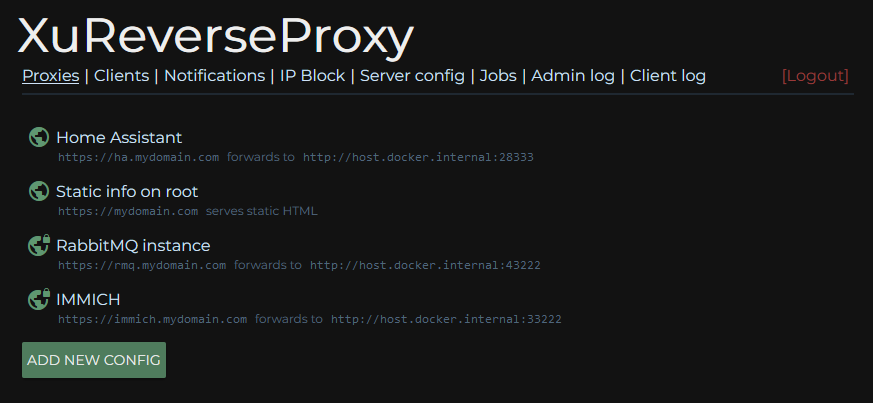 XuReverseProxy
Proxies | Clients | Notifications | IP Block | Server config | Jobs | Admin log | Client log [Logout]
Home Assistant
https://ha.mydomain.com forwards to http://host.docker.internal:28333
Static info on root
https://mydomain.com serves static HTML
RabbitMQ instance
https://rmq.mydomain.com forwards to http://host.docker.internal:43222
IMMICH
https://immich.mydomain.com forwards to http://host.docker.internal:33222
ADD NEW CONFIG